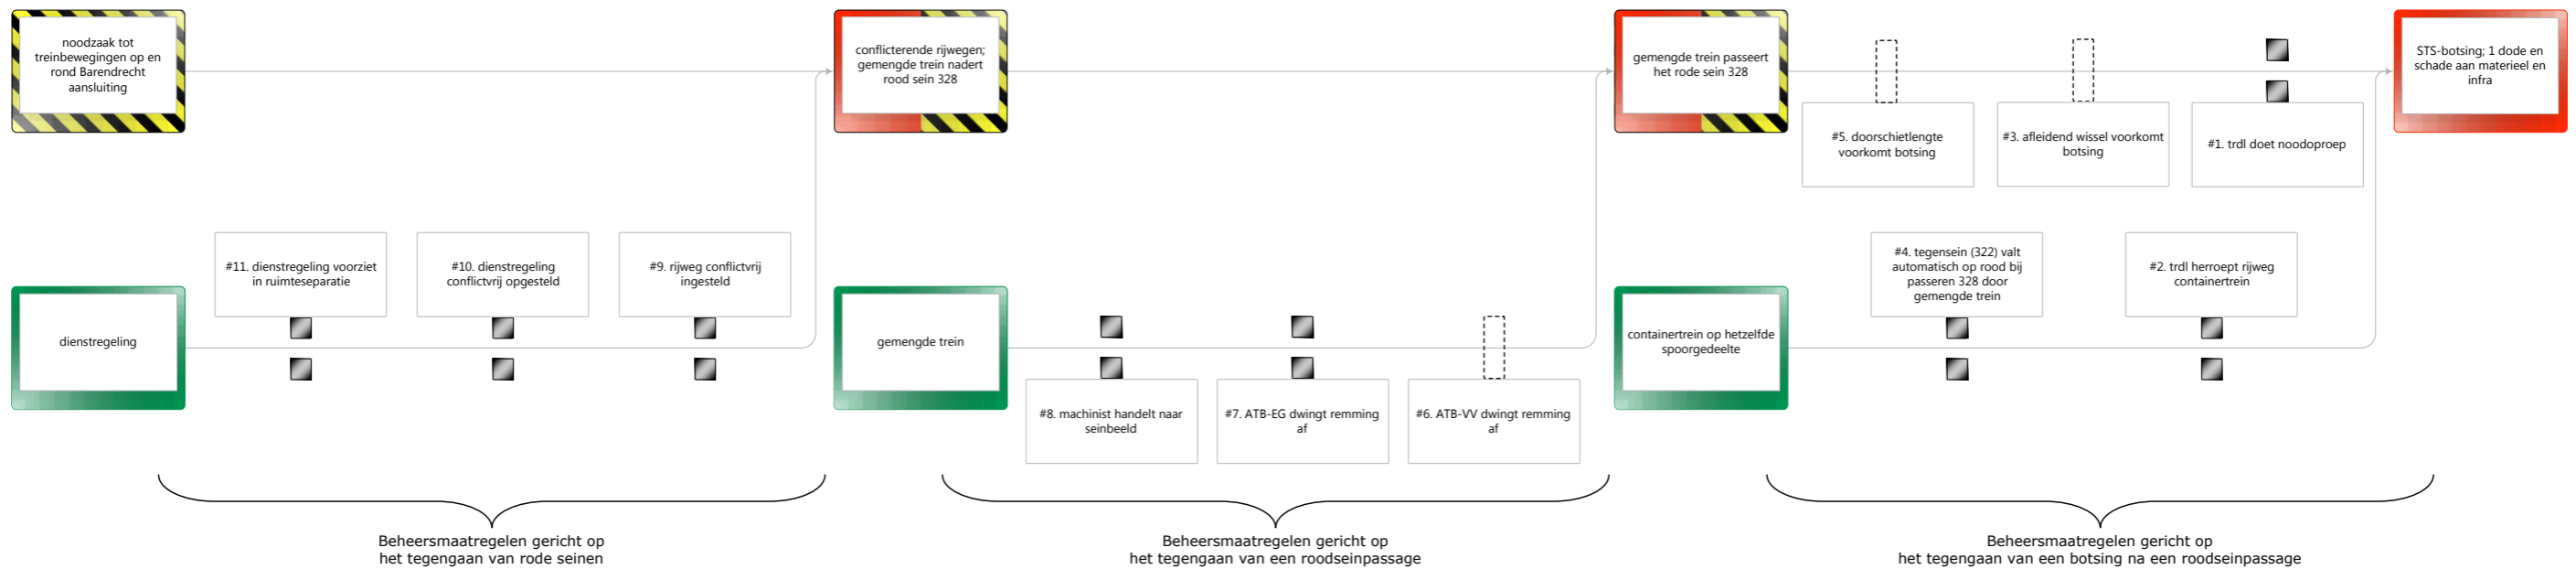 noodzaak tot
treinbewegingen op en
rond Barendrecht
aansluiting
conflicterende rijwegen;
gemengde trein nadert
rood sein 328
gemengde trein passeert
het rode sein 328
STS-botsing; 1 dode en
schade aan materieel en
infra
#5. doorschietlengte
voorkomt botsing
#3. afleidend wissel voorkomt
botsing
#1. trdl doet noodoproep
#11. dienstregeling voorziet
in ruimteseparatie
#10. dienstregeling
conflictvrij opgesteld
#9. rijweg conflictvrij
ingesteld
#4. tegensein (322) valt
automatisch op rood bij
passeren 328 door
gemengde trein
#2. trdl herroept rijweg
containertrein
dienstregeling
gemengde trein
containertrein op hetzelfde
spoorgedeelte
#8. machinist handelt naar
seinbeeld
#7. ATB-EG dwingt remming
af
#6. ATB-VV dwingt remming
af
Beheersmaatregelen gericht op
het tegengaan van rode seinen
Beheersmaatregelen gericht op
het tegengaan van een roodseinpassage
Beheersmaatregelen gericht op
het tegengaan van een botsing na een roodseinpassage